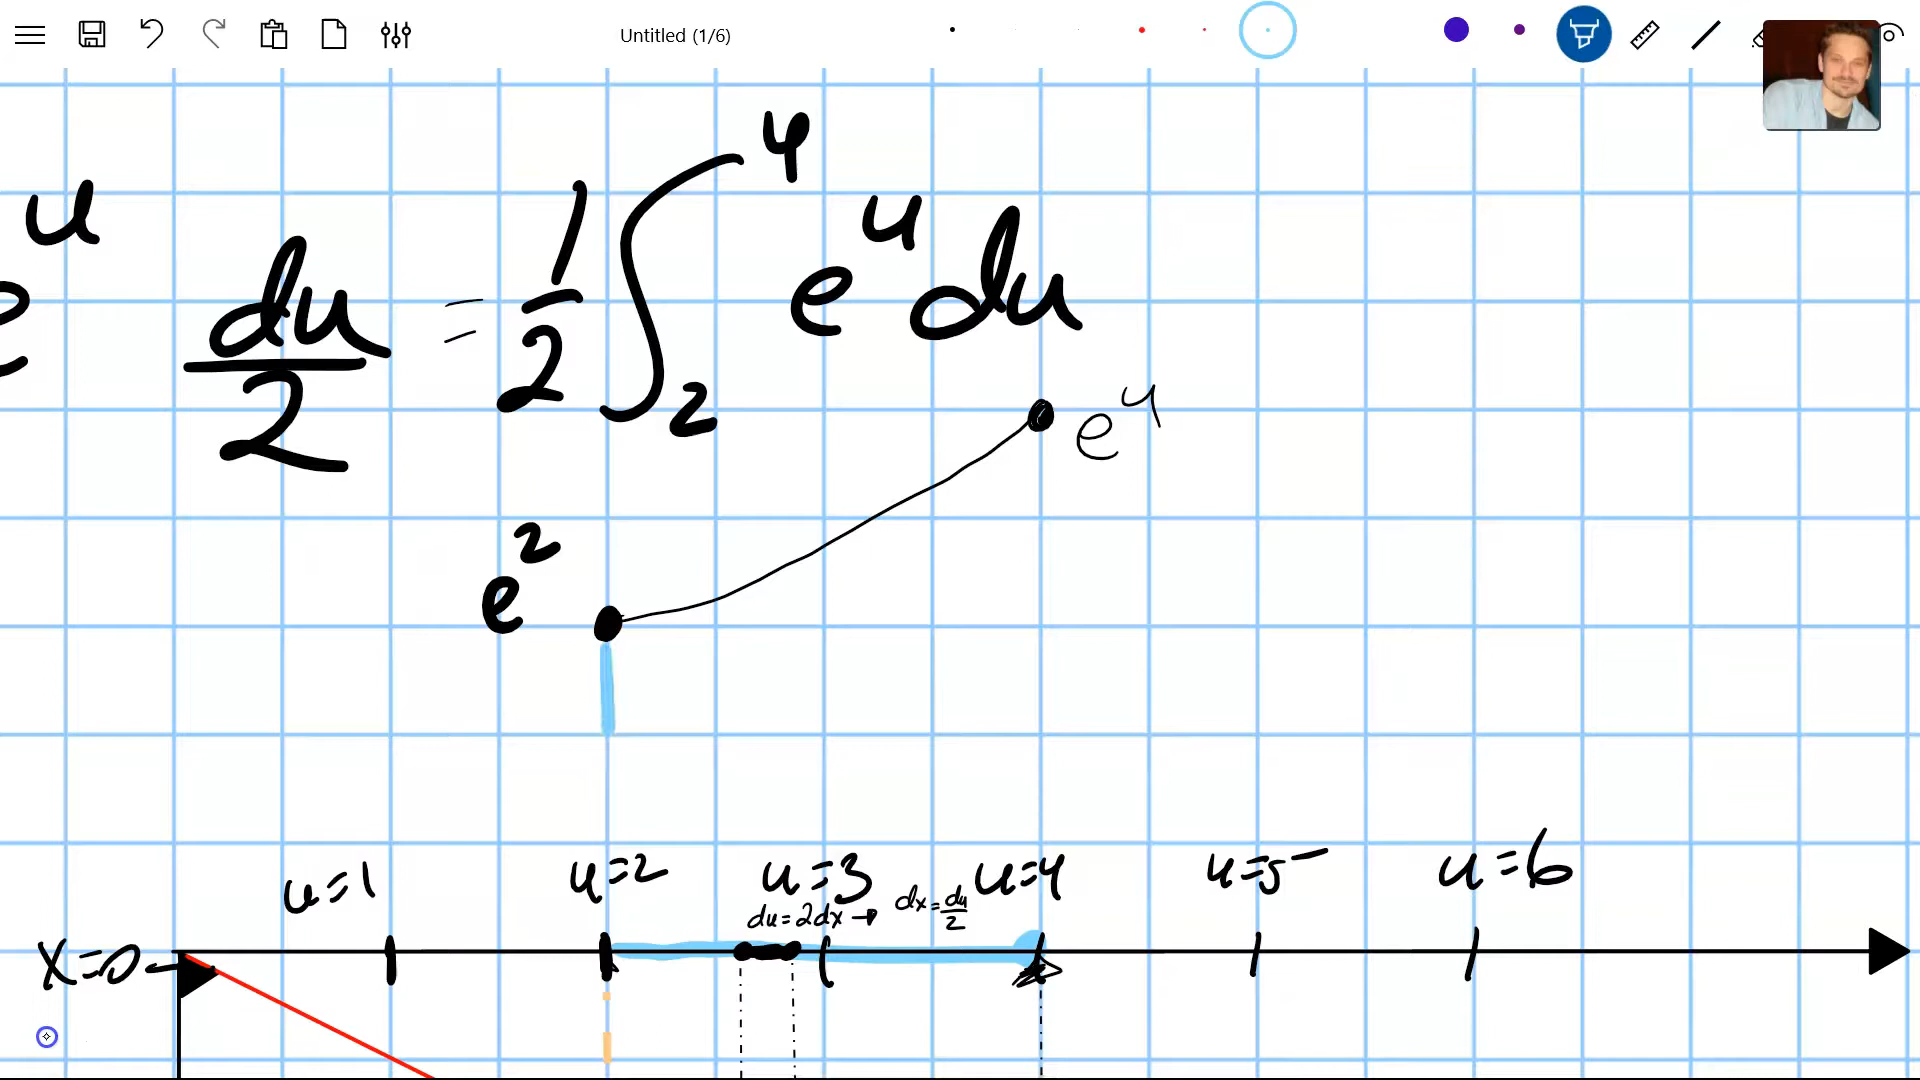 Untitled (1/6)
e^u du/2 = 1/2 ∫_2^4 e^u du
e^4
e^2
u=1 u=2 u=3 u=4 u=5 u=6
du=2dx → dx=du/2
x=0